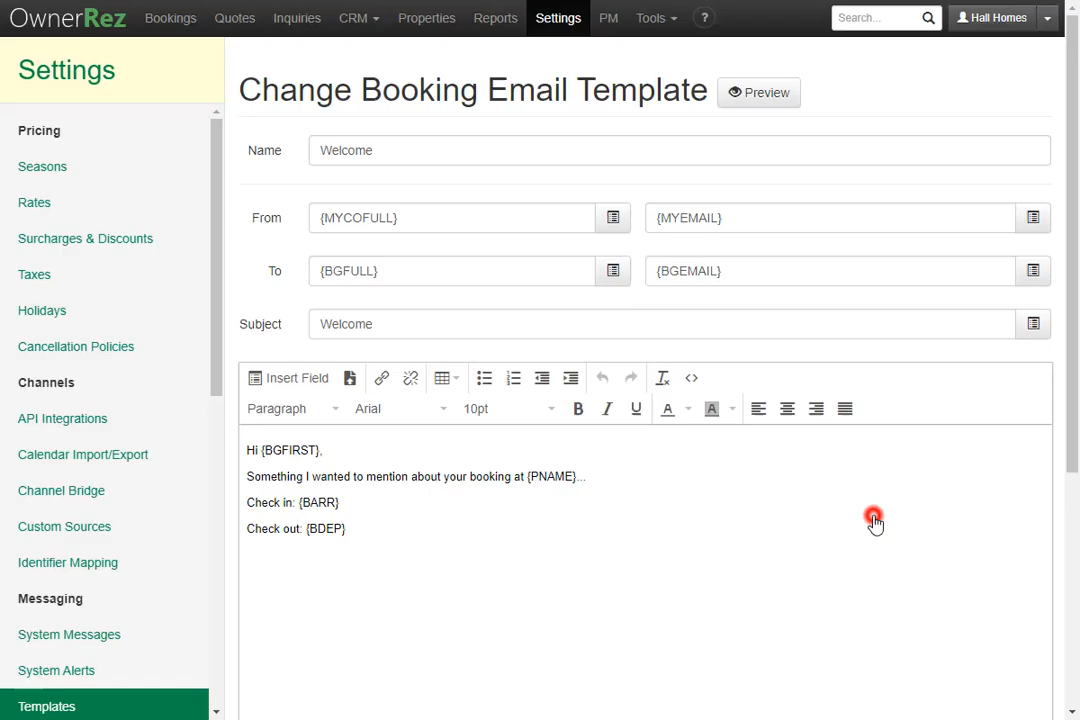 OwnerRez Bookings Quotes Inquiries CRM Properties Reports Settings PM Tools ? Search... Hall Homes
Settings
Pricing
Seasons
Rates
Surcharges & Discounts
Taxes
Holidays
Cancellation Policies
Channels
API Integrations
Calendar Import/Export
Channel Bridge
Custom Sources
Identifier Mapping
Messaging
System Messages
System Alerts
Templates
Change Booking Email Template Preview
Name Welcome
From {MYCOFULL} {MYEMAIL}
To {BGFULL} {BGEMAIL}
Subject Welcome
Insert Field
Paragraph Arial 10pt B I U A A
Hi {BGFIRST},
Something I wanted to mention about your booking at {PNAME}...
Check in: {BARR}
Check out: {BDEP}